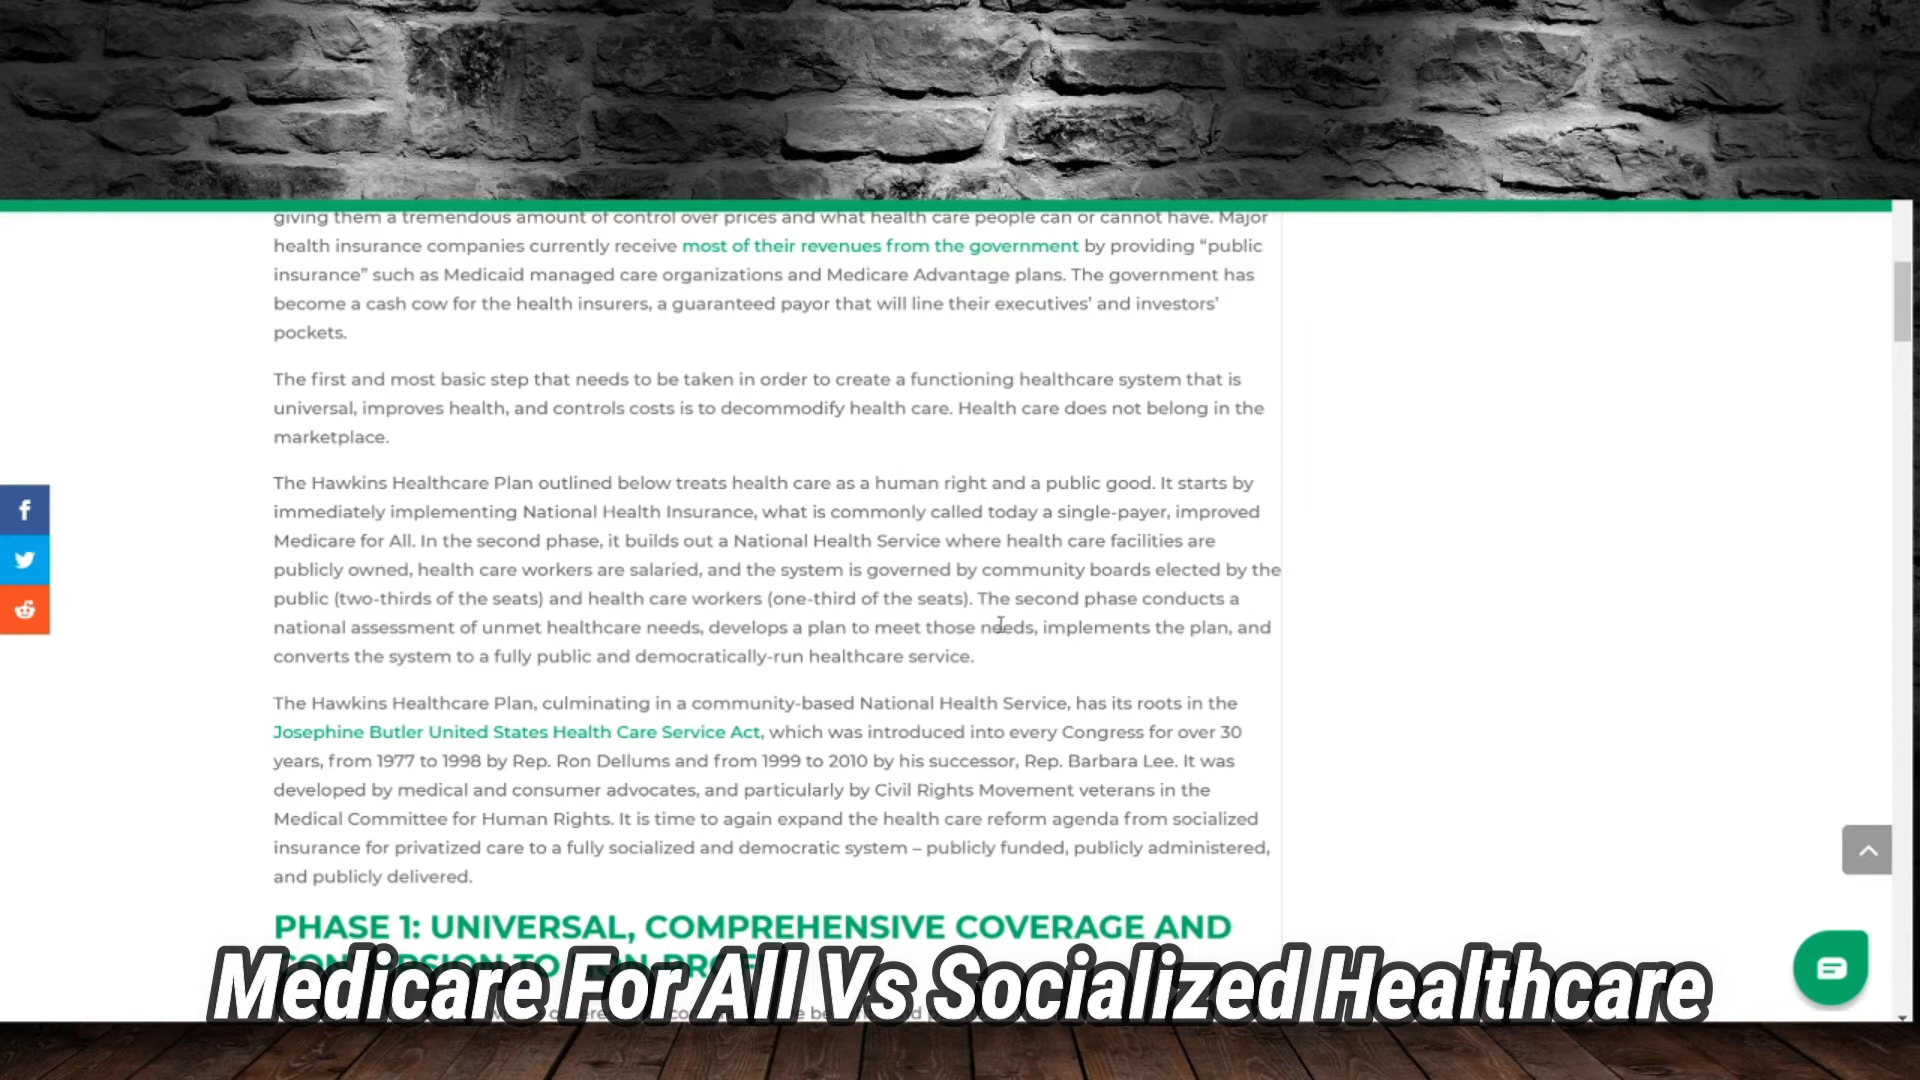 giving them a tremendous amount of control over prices and what health care people can or cannot have. Major
health insurance companies currently receive most of their revenues from the government by providing “public
insurance” such as Medicaid managed care organizations and Medicare Advantage plans. The government has
become a cash cow for the health insurers, a guaranteed payor that will line their executives’ and investors’
pockets.
The first and most basic step that needs to be taken in order to create a functioning healthcare system that is
universal, improves health, and controls costs is to decommodify health care. Health care does not belong in the
marketplace.
The Hawkins Healthcare Plan outlined below treats health care as a human right and a public good. It starts by
immediately implementing National Health Insurance, what is commonly called today a single-payer, improved
Medicare for All. In the second phase, it builds out a National Health Service where health care facilities are
publicly owned, health care workers are salaried, and the system is governed by community boards elected by the
public (two-thirds of the seats) and health care workers (one-third of the seats). The second phase conducts a
national assessment of unmet healthcare needs, develops a plan to meet those needs, implements the plan, and
converts the system to a fully public and democratically-run healthcare service.
The Hawkins Healthcare Plan, culminating in a community-based National Health Service, has its roots in the
Josephine Butler United States Health Care Service Act, which was introduced into every Congress for over 30
years, from 1977 to 1998 by Rep. Ron Dellums and from 1999 to 2010 by his successor, Rep. Barbara Lee. It was
developed by medical and consumer advocates, and particularly by Civil Rights Movement veterans in the
Medical Committee for Human Rights. It is time to again expand the health care reform agenda from socialized
insurance for privatized care to a fully socialized and democratic system – publicly funded, publicly administered,
and publicly delivered.
PHASE 1: UNIVERSAL, COMPREHENSIVE COVERAGE AND
Medicare For All Vs Socialized Healthcare